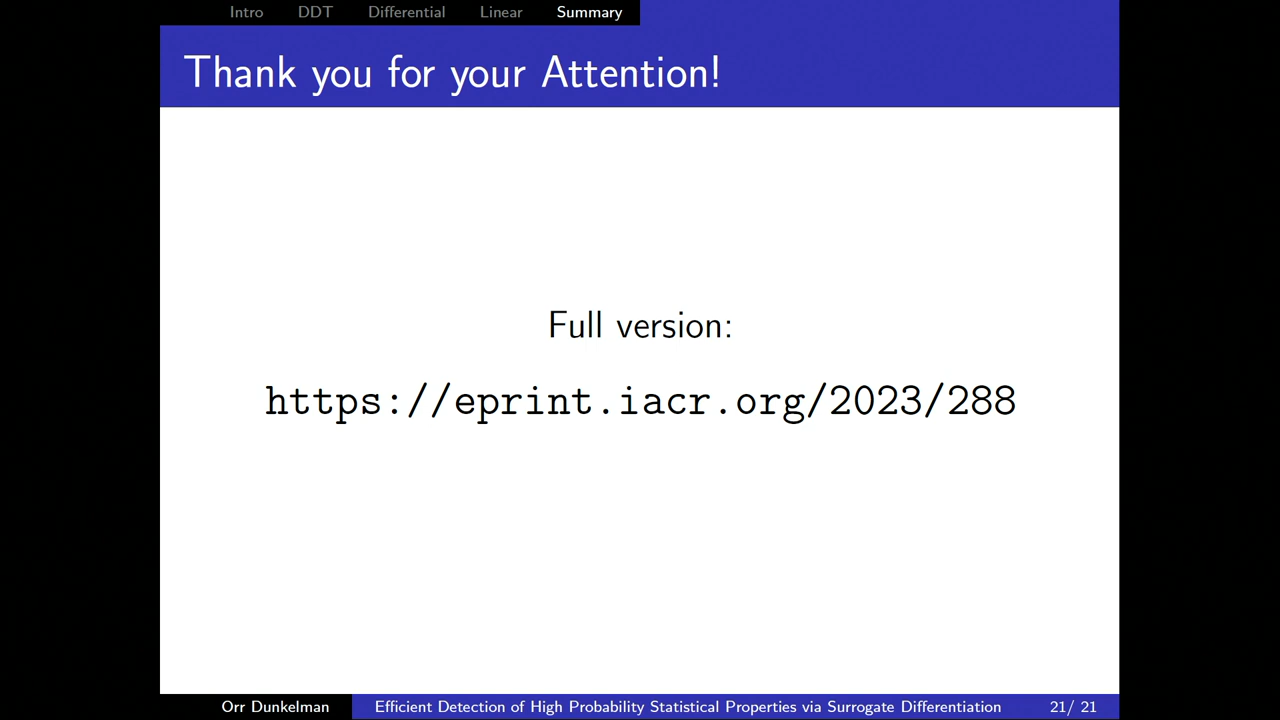 Intro DDT Differential Linear Summary
Thank you for your Attention!
Full version:
https://eprint.iacr.org/2023/288
Orr Dunkelman Efficient Detection of High Probability Statistical Properties via Surrogate Differentiation 21/ 21